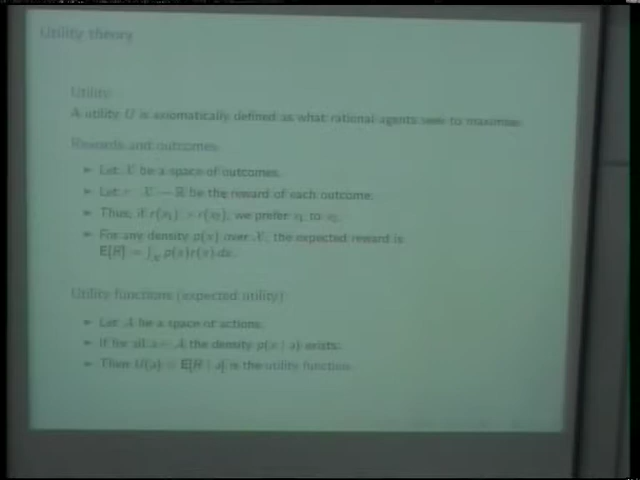 Utility theory
Utility
A utility U is axiomatically defined as what rational agents seek to maximise.
Rewards and outcomes
► Let X be a space of outcomes.
► Let r : X → ℝ be the reward of each outcome.
► Thus, if r(x₁) > r(x₂), we prefer x₁ to x₂.
► For any density p(x) over X, the expected reward is
E[R] = ∫_X p(x)r(x) dx.
Utility functions (expected utility)
► Let A be a space of actions.
► If for all a ∈ A the density p(x | a) exists.
► Then U(a) = E[R | a] is the utility function.